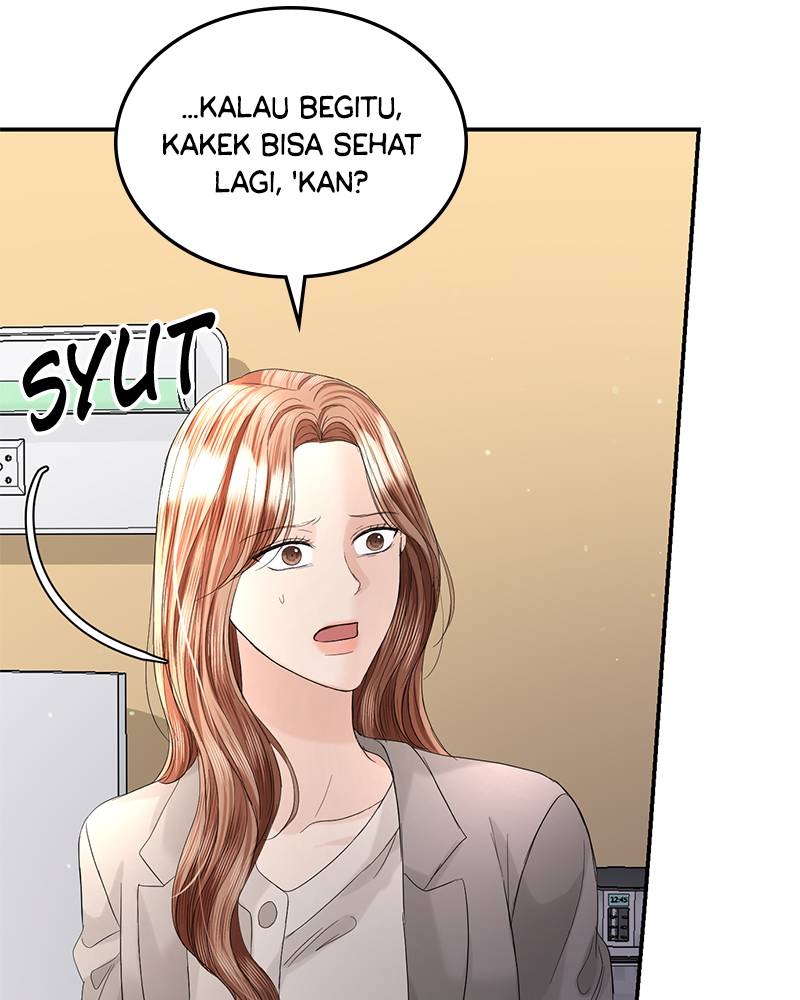 ...KALAU BEGITU,
KAKEK BISA SEHAT
LAGI, 'KAN?
SYUT
12:45